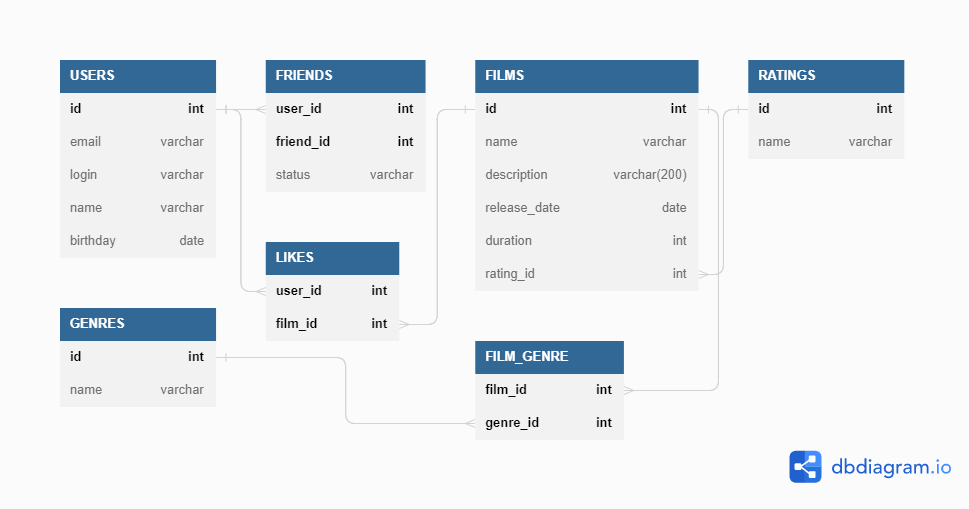 USERS
id int
email varchar
login varchar
name varchar
birthday date
FRIENDS
user_id int
friend_id int
status varchar
FILMS
id int
name varchar
description varchar(200)
release_date date
duration int
rating_id int
RATINGS
id int
name varchar
LIKES
user_id int
film_id int
GENRES
id int
name varchar
FILM_GENRE
film_id int
genre_id int
dbdiagram.io